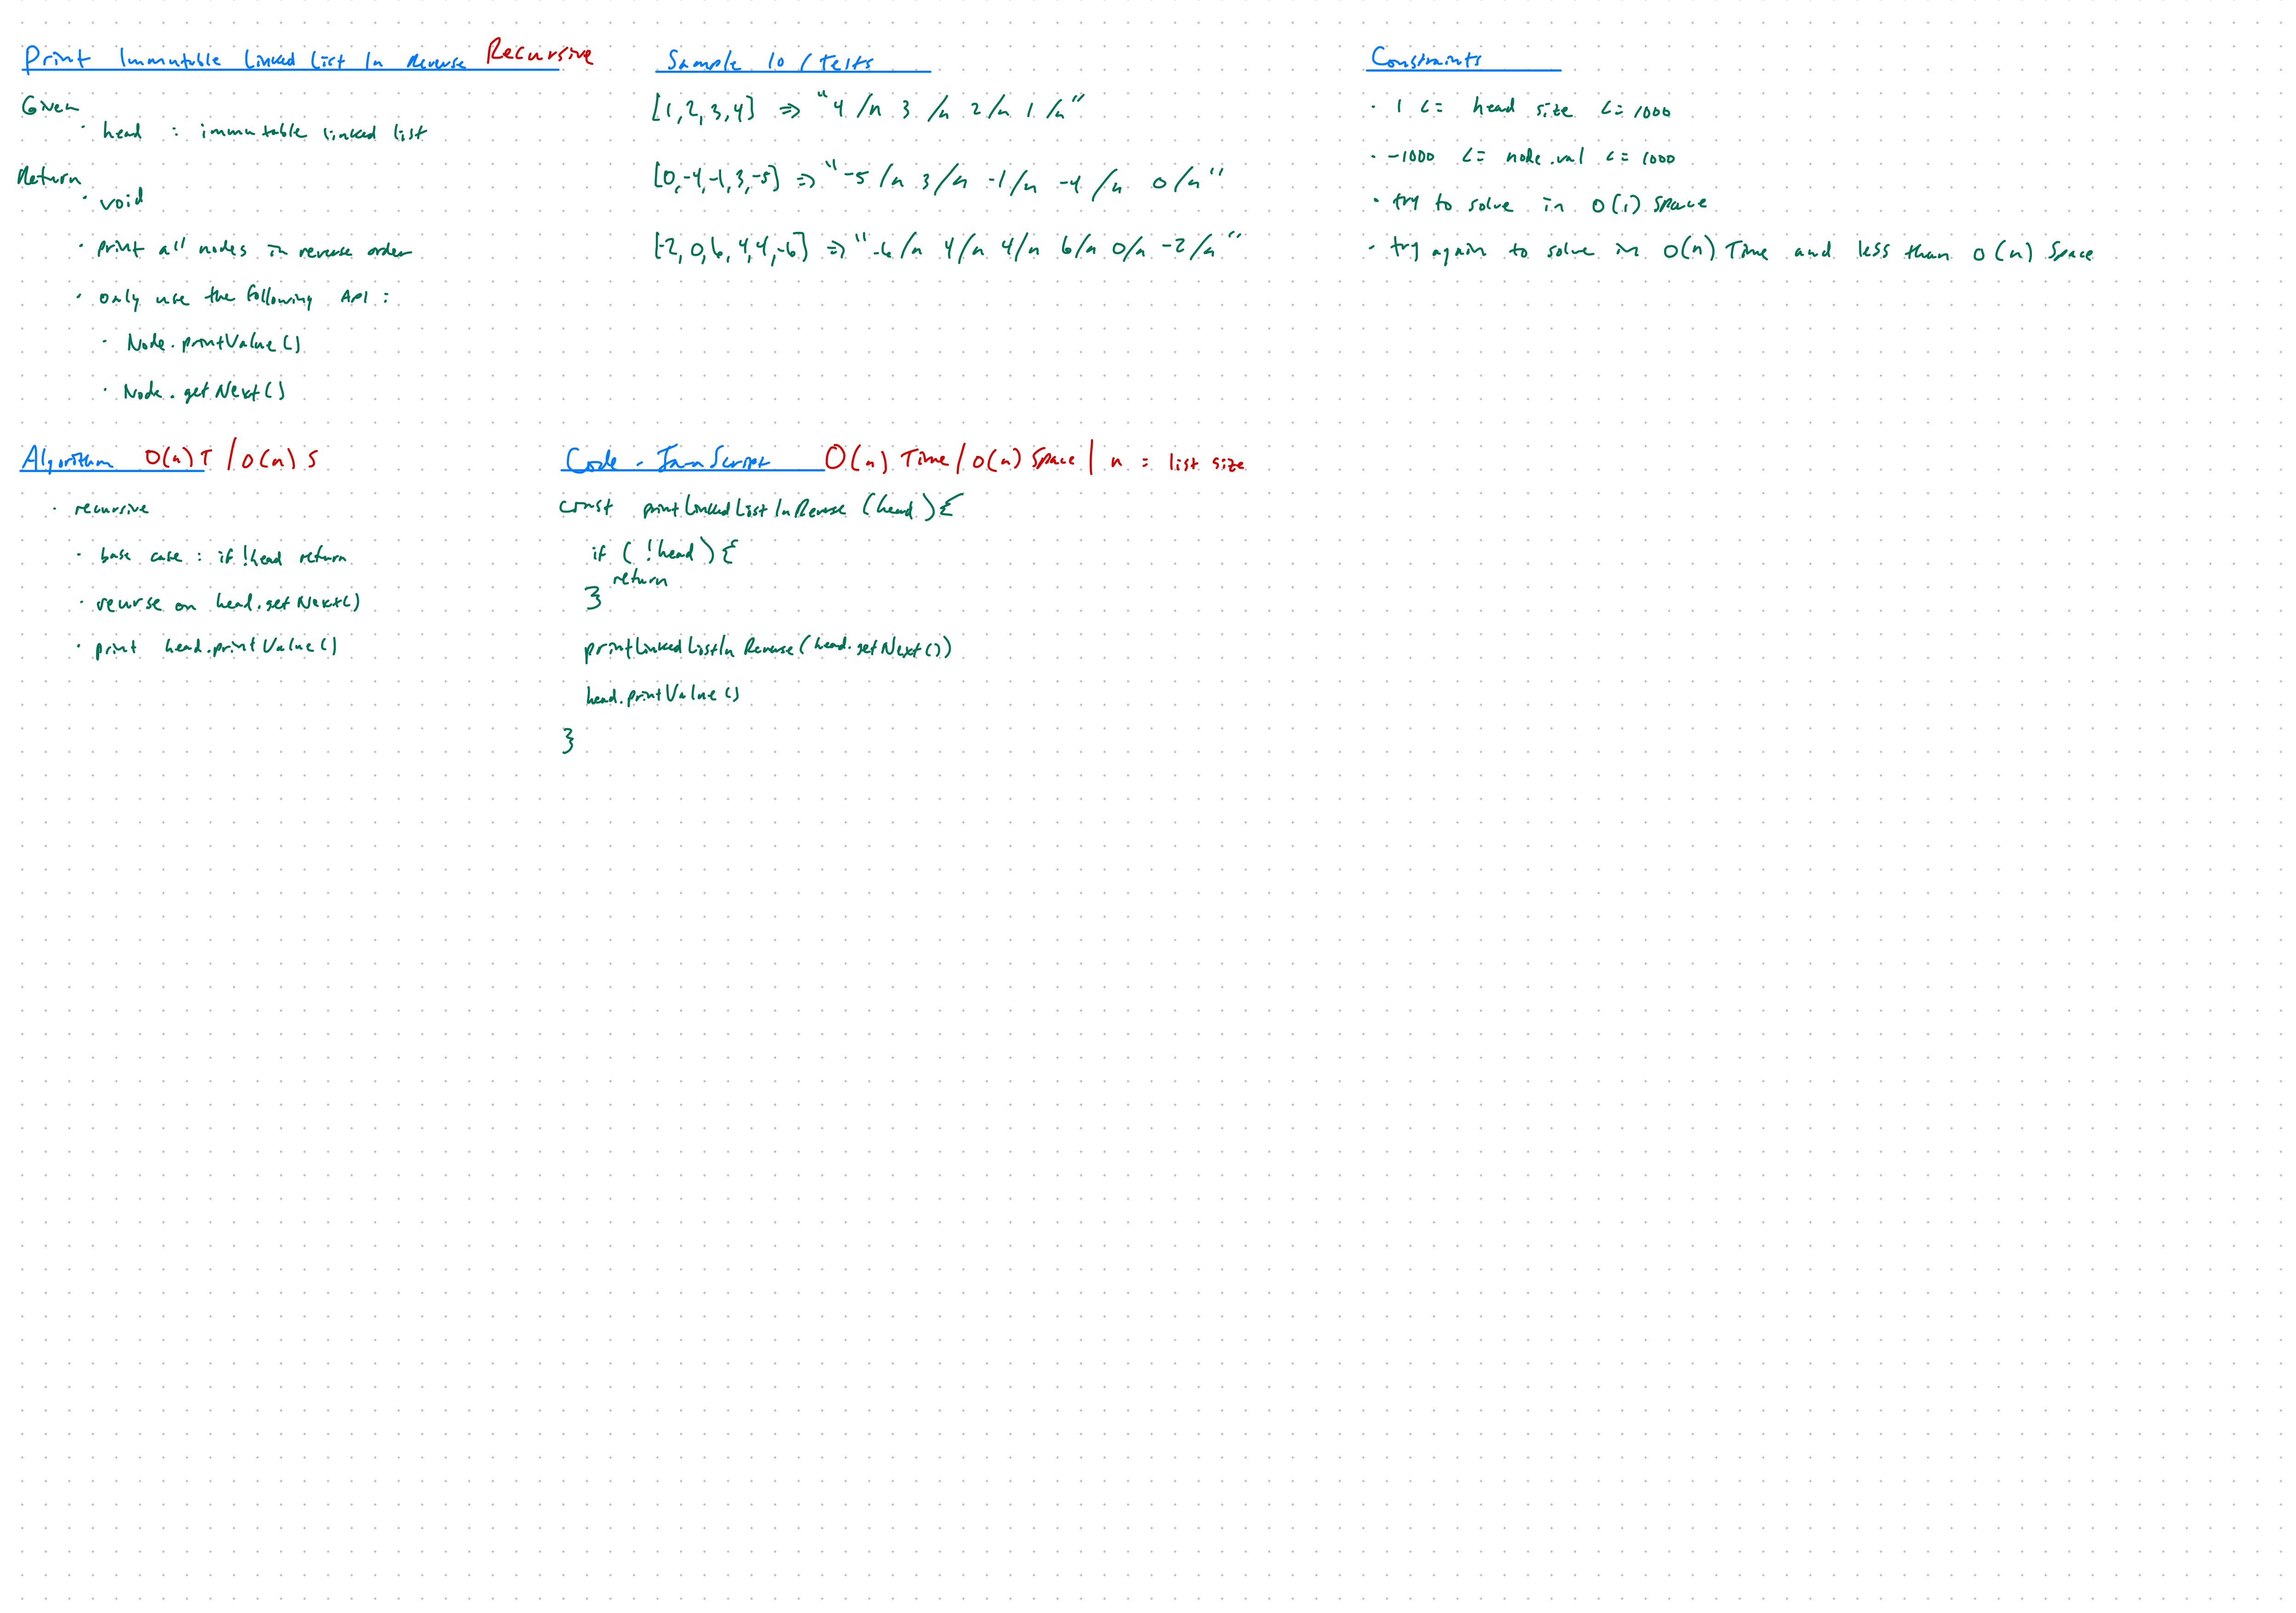 Print Immutable Linked List In Reverse Recursive
Given
· head : immutable linked list
Return
· void
· print all nodes in reverse order
· only use the following API :
· Node.printValue()
· Node.getNext()
Sample IO / Tests
[1,2,3,4] => "4 /n 3 /n 2 /n 1 /n"
[0,-4,-1,3,-5] => "-5 /n 3 /n -1 /n -4 /n 0 /n"
[-2,0,6,4,4,-6] => "-6 /n 4 /n 4 /n 6 /n 0 /n -2 /n"
Constraints
· 1 <= head size <= 1000
· -1000 <= node.val <= 1000
· try to solve in O(1) space
· try again to solve in O(n) Time and less than O(n) Space
Algorithm O(n) T / O(n) S
· recursive
· base case : if !head return
· recurse on head.getNext()
· print head.printValue()
Code - JavaScript O(n) Time / O(n) Space | n = list size
const printLinkedListInReverse (head) {
if ( !head ) {
return
}
printLinkedListInReverse(head.getNext())
head.printValue()
}